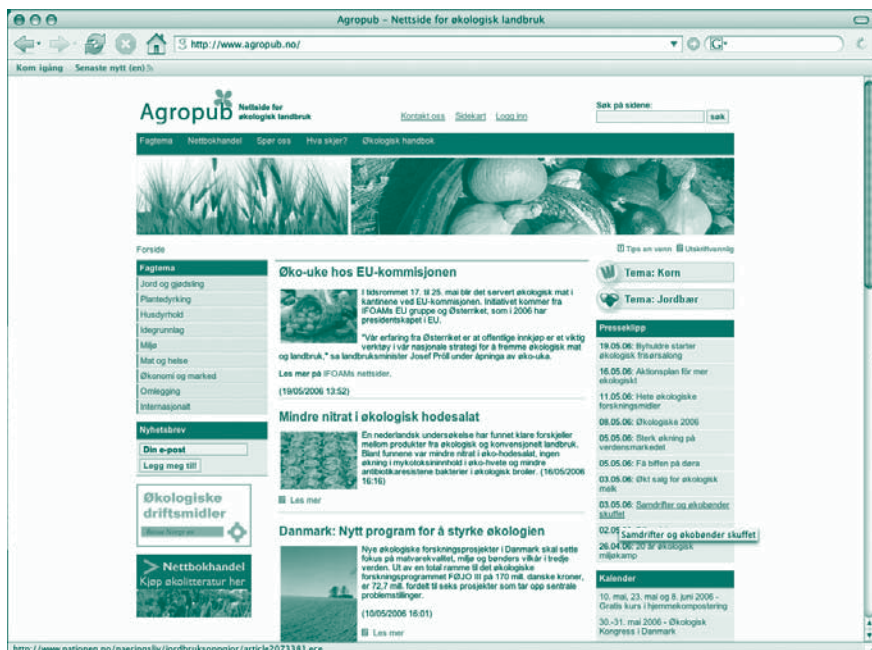 Agropub – Nettside for økologisk landbruk
http://www.agropub.no/
Kom igång Senaste nytt (en)
Agropub Nettside for
økologisk landbruk
Kontakt oss Sidekart Logg inn
Søk på sidene:
søk
Fagtema Nettbokhandel Spør oss Hva skjer? Økologisk handbok
Forside
Tips en venn Utskriftvennlig
Fagtema
Jord og gjødsling
Plantedyrking
Husdyrhold
Idegrunnlag
Miljø
Mat og helse
Økonomi og marked
Omlegging
Internasjonalt
Nyhetsbrev
Din e-post
Legg meg til!
Økologiske
driftsmidler
Nettbokhandel
Kjøp økolitteratur her
Øko-uke hos EU-kommisjonen
I tidsrommet 17. til 25. mai blir det servert økologisk mat i
kantinene ved EU-kommisjonen. Initiativet kommer fra
IFOAMs EU gruppe og Østerriket, som i 2006 har
presidentskapet i EU.
"Vår erfaring fra Østerriket er at offentlige innkjøp er et viktig
verktøy i vår nasjonale strategi for å fremme økologisk mat
og landbruk," sa landbruksminister Josef Pröll under åpninga av øko-uka.
Les mer på IFOAMs nettsider.
(19/05/2006 13:52)
Mindre nitrat i økologisk hodesalat
En nederlandsk undersøkelse har funnet klare forskjeller
mellom produkter fra økologisk og konvensjonelt landbruk.
Blant funnene var mindre nitrat i øko-hodesalat, ingen
økning i mykotoksininnhold i øko-hvete og mindre
antibiotikaresistene bakterier i økologisk broiler. (16/05/2006
16:16)
Les mer
Danmark: Nytt program for å styrke økologien
Nye økologiske forskningsprosjekter i Danmark skal sette
fokus på matvarekvalitet, miljø og bønders vilkår i tredje
verden. Ut av en total ramme til det økologiske
forskningsprogrammet FØJO III på 170 mill. danske kroner,
er 72,7 mill. fordelt til seks prosjekter som tar opp sentrale
problemstillinger.
(10/05/2006 16:01)
Les mer
Tema: Korn
Tema: Jordbær
Presseklipp
19.05.06: Byhuldre starter
økologisk frisørsalong
16.05.06: Aktionsplan för mer
ekologiskt
11.05.06: Hete økologiske
forskningsmidler
08.05.06: Økologiske 2006
05.05.06: Sterk økning på
verdensmarkedet
05.05.06: Få biffen på døra
03.05.06: Økt salg for økologisk
melk
03.05.06: Samdrifter og økobønder
skuffet
02.05
Samdrifter og økobønder skuffet
26.04.06: 20 år økologisk
miljøkamp
Kalender
10. mai, 23. mai og 8. juni 2006 -
Gratis kurs i hjemmekompostering
30.-31. mai 2006 - Økologisk
Kongress i Danmark